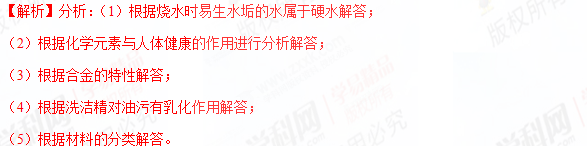 【解析】分析：（1）根据烧水时易生水垢的水属于硬水解答；
（2）根据化学元素与人体健康的作用进行分析解答；
（3）根据合金的特性解答；
（4）根据洗洁精对油污有乳化作用解答；
（5）根据材料的分类解答。